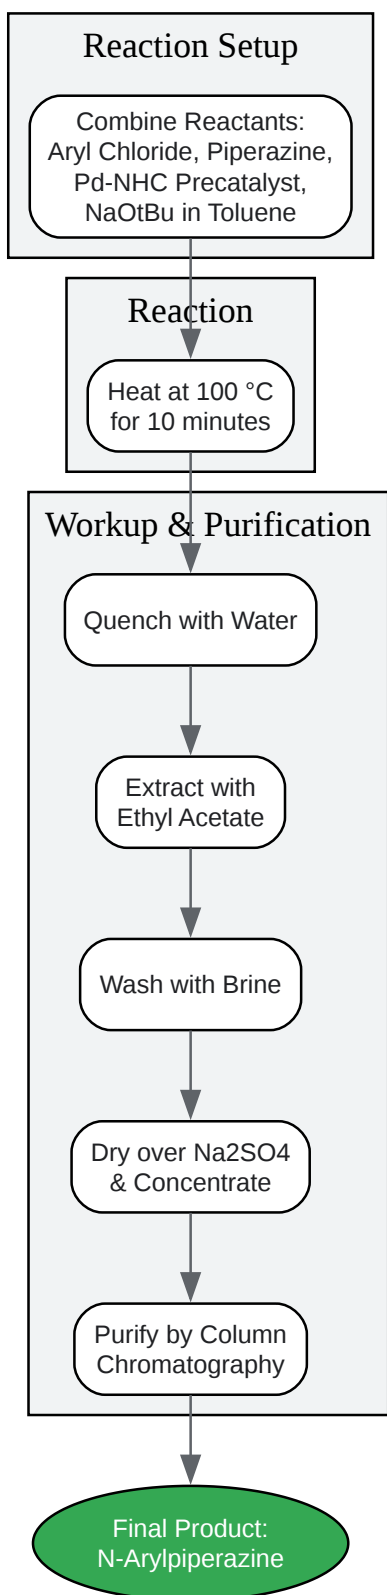 Reaction Setup
Combine Reactants:
Aryl Chloride, Piperazine,
Pd-NHC Precatalyst,
NaOtBu in Toluene
Reaction
Heat at 100 °C
for 10 minutes
Workup & Purification
Quench with Water
Extract with
Ethyl Acetate
Wash with Brine
Dry over Na2SO4
& Concentrate
Purify by Column
Chromatography
Final Product:
N-Arylpiperazine